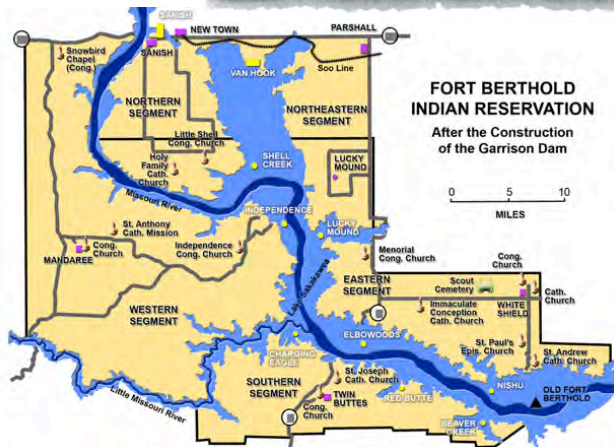 SANISH
NEW TOWN
PARSHALL
Snowbird
Chapel
(Cong.)
SANISH
VAN HOOK
Soo Line
FORT BERTHOLD
INDIAN RESERVATION
After the Construction
of the Garrison Dam
NORTHERN
SEGMENT
NORTHEASTERN
SEGMENT
Little Shell
Cong. Church
Holy
Family
Cath.
Church
SHELL
CREEK
LUCKY
MOUND
0 5 10
MILES
Missouri River
INDEPENDENCE
St. Anthony
Cath. Mission
LUCKY
MOUND
Cong.
Church
MANDAREE
Independence
Cong. Church
Memorial
Cong. Church
Cong.
Church
Scout
Cemetery
Cath.
Church
Lake Sakakawea
EASTERN
SEGMENT
Immaculate
Conception
Cath. Church
WHITE
SHIELD
WESTERN
SEGMENT
ELBOWOODS
St. Paul's
Epis. Church
St. Andrew
Cath. Church
CHARGING
EAGLE
St. Joseph
Cath. Church
NISHU
Little Missouri River
SOUTHERN
SEGMENT
RED BUTTE
OLD FORT
BERTHOLD
Cong.
Church
TWIN
BUTTES
BEAVER
CREEK